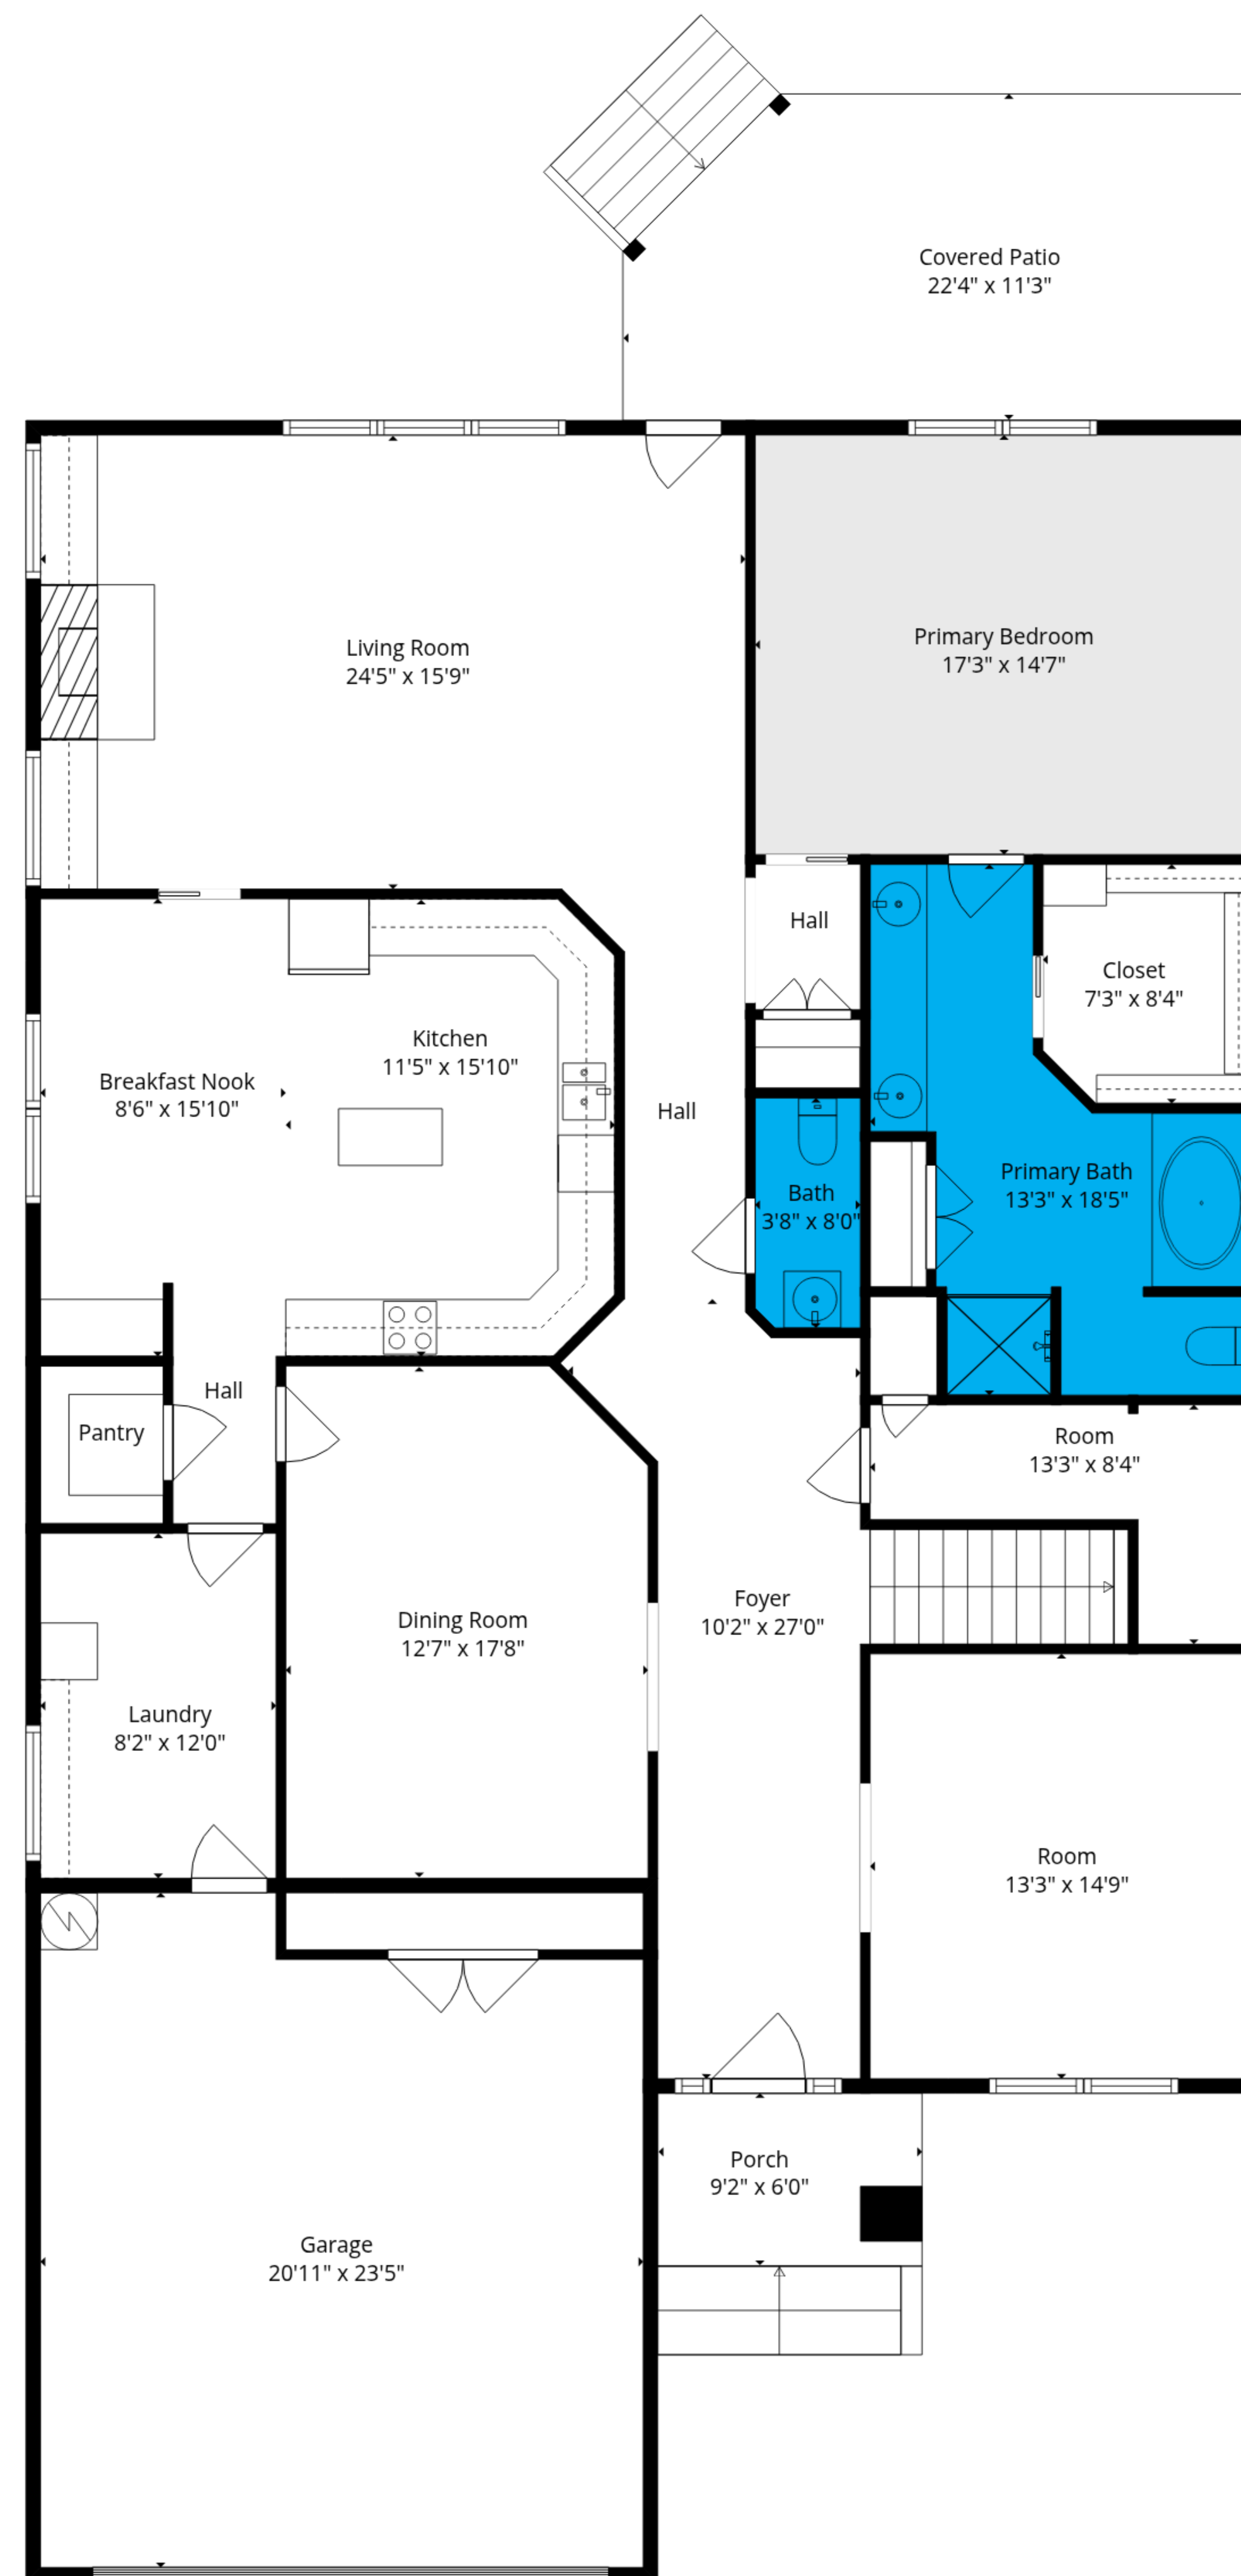 Covered Patio
22'4" x 11'3"
Living Room
24'5" x 15'9"
Primary Bedroom
17'3" x 14'7"
Hall
Closet
7'3" x 8'4"
Kitchen
11'5" x 15'10"
Breakfast Nook
8'6" x 15'10"
Hall
Bath
3'8" x 8'0"
Primary Bath
13'3" x 18'5"
Hall
Pantry
Room
13'3" x 8'4"
Foyer
10'2" x 27'0"
Dining Room
12'7" x 17'8"
Laundry
8'2" x 12'0"
Room
13'3" x 14'9"
Porch
9'2" x 6'0"
Garage
20'11" x 23'5"